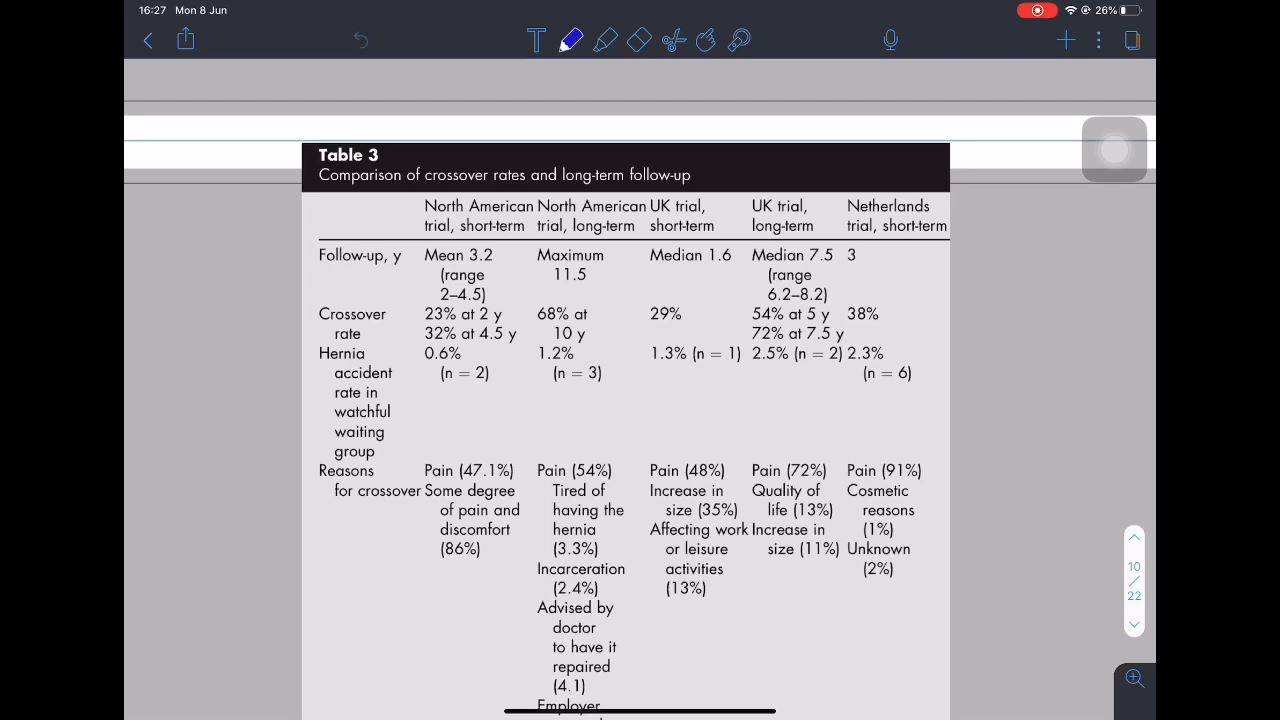 16:27 Mon 8 Jun
26%
T
Table 3
Comparison of crossover rates and long-term follow-up
North American North American UK trial, UK trial, Netherlands
trial, short-term trial, long-term short-term long-term trial, short-term
Follow-up, y Mean 3.2 Maximum Median 1.6 Median 7.5 3
(range 11.5 (range
2–4.5) 6.2–8.2)
Crossover 23% at 2 y 68% at 29% 54% at 5 y 38%
rate 32% at 4.5 y 10 y 72% at 7.5 y
Hernia 0.6% 1.2% 1.3% (n = 1) 2.5% (n = 2) 2.3%
accident (n = 2) (n = 3) (n = 6)
rate in
watchful
waiting
group
Reasons Pain (47.1%) Pain (54%) Pain (48%) Pain (72%) Pain (91%)
for crossover Some degree Tired of Increase in Quality of Cosmetic
of pain and having the size (35%) life (13%) reasons
discomfort hernia Affecting work Increase in (1%)
(86%) (3.3%) or leisure size (11%) Unknown
Incarceration activities (2%)
(2.4%) (13%)
Advised by
doctor
to have it
repaired
(4.1)
Employer
10
/
22